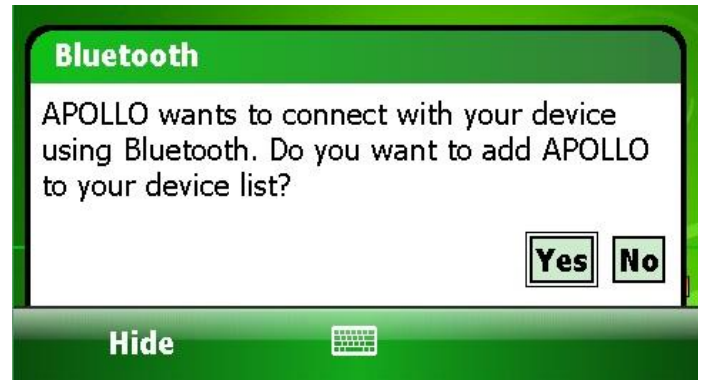 Bluetooth
APOLLO wants to connect with your device
using Bluetooth. Do you want to add APOLLO
to your device list?
Yes No
Hide